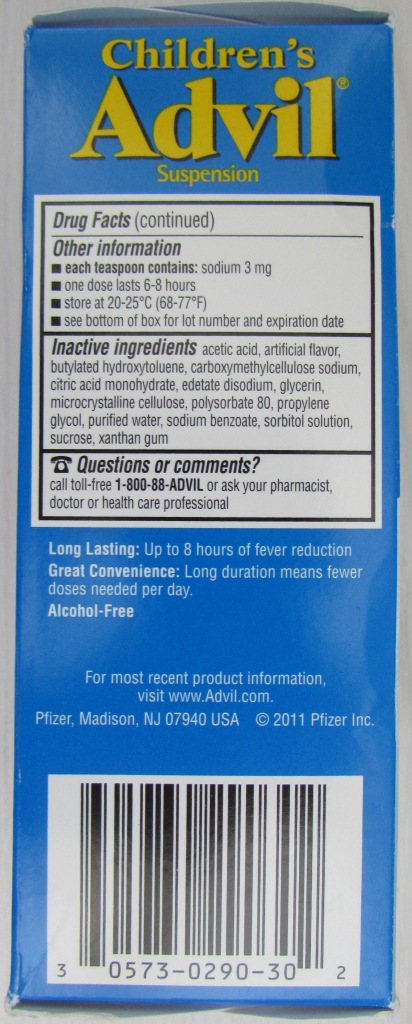 Children's
Advil®
Suspension
Drug Facts (continued)
Other information
■ each teaspoon contains: sodium 3 mg
■ one dose lasts 6-8 hours
■ store at 20-25°C (68-77°F)
■ see bottom of box for lot number and expiration date
Inactive ingredients acetic acid, artificial flavor,
butylated hydroxytoluene, carboxymethylcellulose sodium,
citric acid monohydrate, edetate disodium, glycerin,
microcrystalline cellulose, polysorbate 80, propylene
glycol, purified water, sodium benzoate, sorbitol solution,
sucrose, xanthan gum
☎ Questions or comments?
call toll-free 1-800-88-ADVIL or ask your pharmacist,
doctor or health care professional
Long Lasting: Up to 8 hours of fever reduction
Great Convenience: Long duration means fewer
doses needed per day.
Alcohol-Free
For most recent product information,
visit www.Advil.com.
Pfizer, Madison, NJ 07940 USA © 2011 Pfizer Inc.
3 0573-0290-30 2